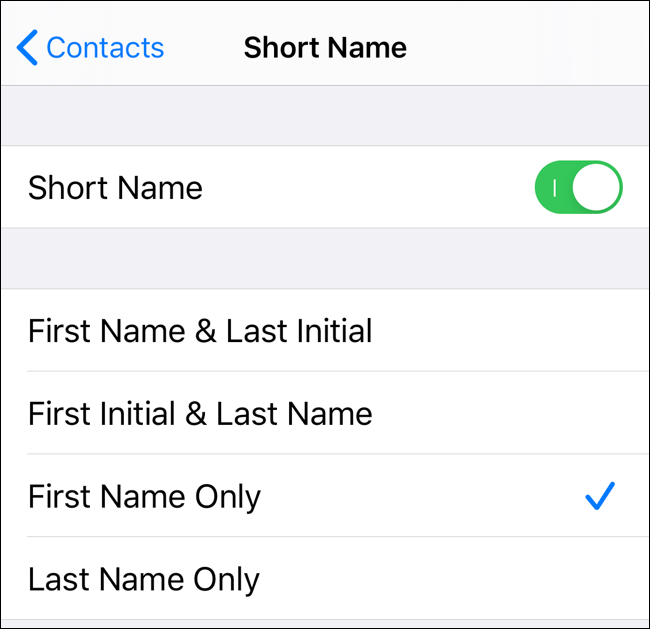 Contacts
Short Name
Short Name
First Name & Last Initial
First Initial & Last Name
First Name Only
Last Name Only